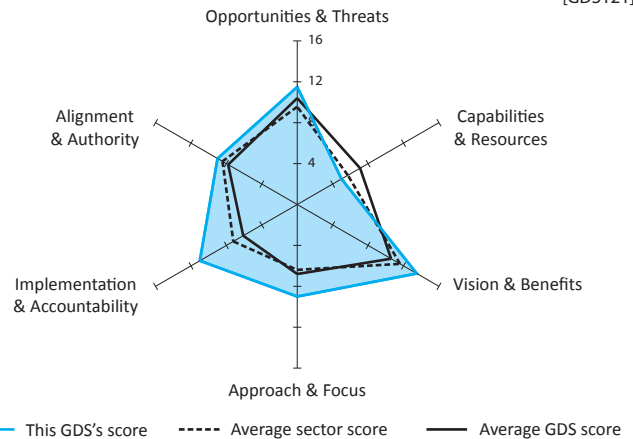 [GDS121]
Opportunities & Threats
16
12
4
Alignment
& Authority
Capabilities
& Resources
Implementation
& Accountability
Vision & Benefits
Approach & Focus
This GDS's score
Average sector score
Average GDS score